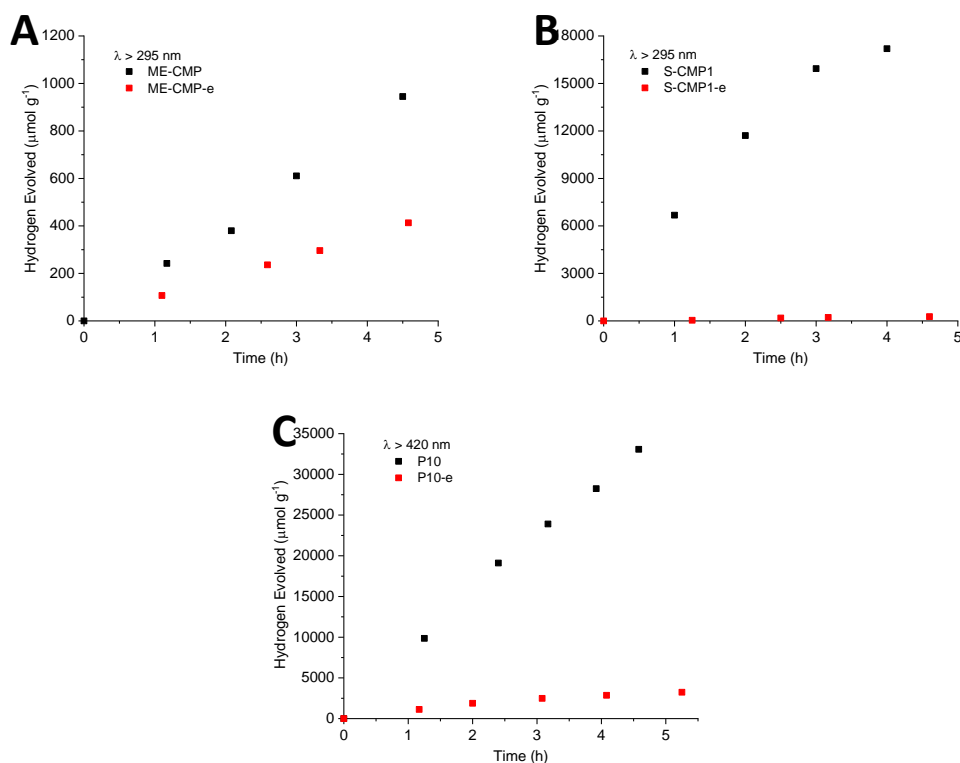 A
λ > 295 nm
ME-CMP
ME-CMP-e
Hydrogen Evolved (μmol g⁻¹)
1200
1000
800
600
400
200
0
0 1 2 3 4 5
Time (h)
B
λ > 295 nm
S-CMP1
S-CMP1-e
Hydrogen Evolved (μmol g⁻¹)
18000
15000
12000
9000
6000
3000
0
0 1 2 3 4 5
Time (h)
C
λ > 420 nm
P10
P10-e
Hydrogen Evolved (μmol g⁻¹)
35000
30000
25000
20000
15000
10000
5000
0
0 1 2 3 4 5
Time (h)